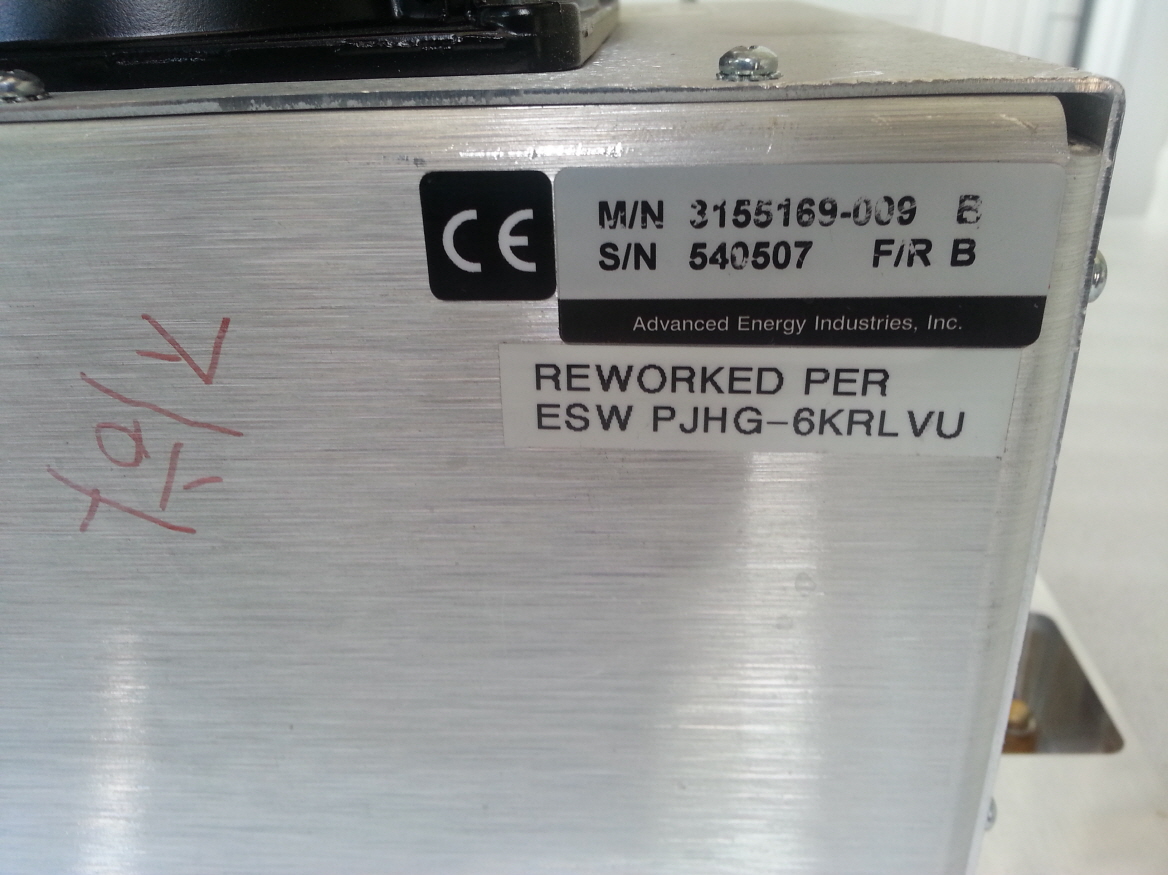 CE
M/N 3155169-009 B
S/N 540507 F/R B
Advanced Energy Industries, Inc.
REWORKED PER
ESW PJHG-6KRLVU